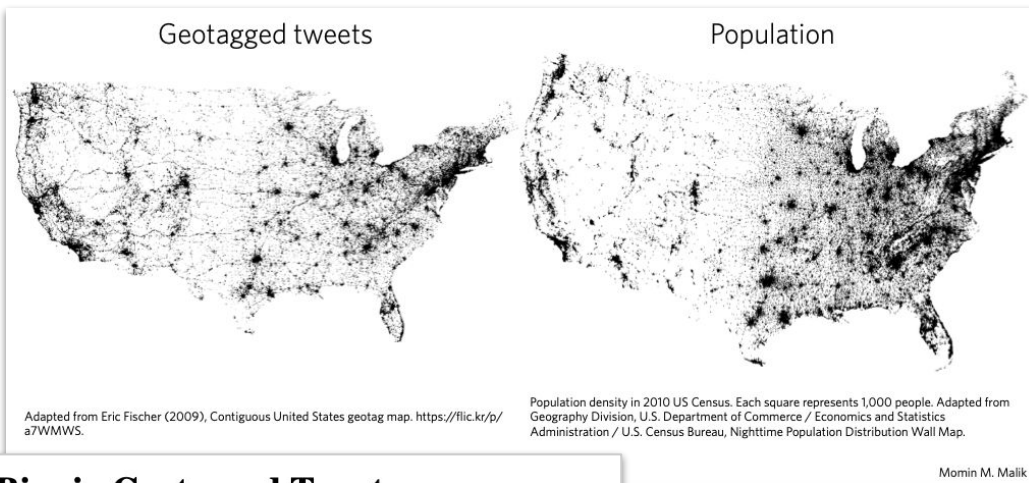 Geotagged tweets
Population
Adapted from Eric Fischer (2009), Contiguous United States geotag map. https://flic.kr/p/
a7WMWS.
Population density in 2010 US Census. Each square represents 1,000 people. Adapted from
Geography Division, U.S. Department of Commerce / Economics and Statistics
Administration / U.S. Census Bureau, Nighttime Population Distribution Wall Map.
Momin M. Malik